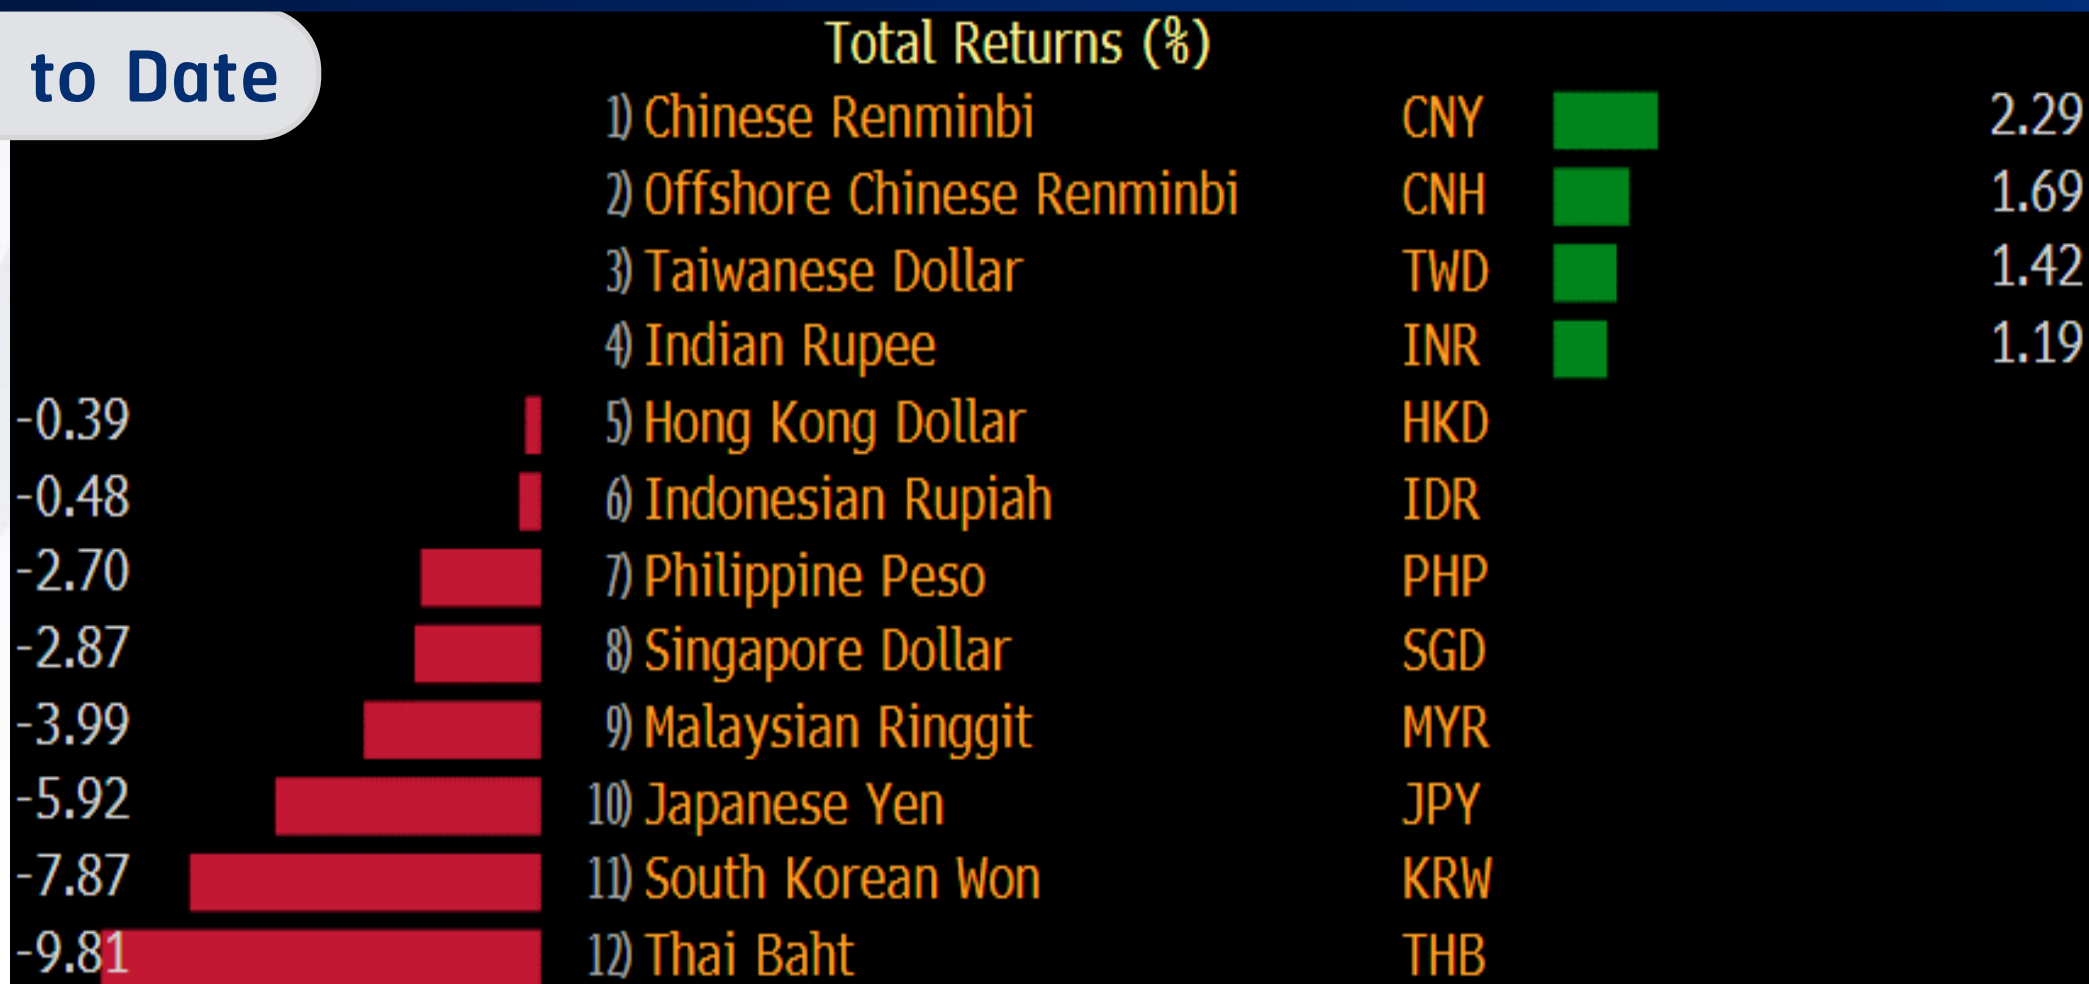 to Date
Total Returns (%)
1) Chinese Renminbi CNY 2.29
2) Offshore Chinese Renminbi CNH 1.69
3) Taiwanese Dollar TWD 1.42
4) Indian Rupee INR 1.19
-0.39 5) Hong Kong Dollar HKD
-0.48 6) Indonesian Rupiah IDR
-2.70 7) Philippine Peso PHP
-2.87 8) Singapore Dollar SGD
-3.99 9) Malaysian Ringgit MYR
-5.92 10) Japanese Yen JPY
-7.87 11) South Korean Won KRW
-9.81 12) Thai Baht THB